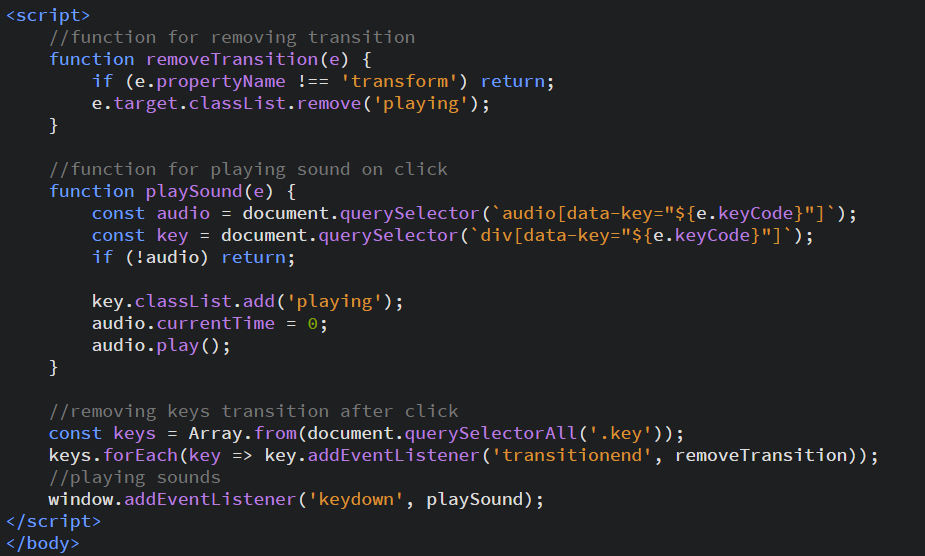 <script>
    //function for removing transition
    function removeTransition(e) {
        if (e.propertyName !== 'transform') return;
        e.target.classList.remove('playing');
    }

    //function for playing sound on click
    function playSound(e) {
        const audio = document.querySelector(`audio[data-key="${e.keyCode}"]`);
        const key = document.querySelector(`div[data-key="${e.keyCode}"]`);
        if (!audio) return;

        key.classList.add('playing');
        audio.currentTime = 0;
        audio.play();
    }

    //removing keys transition after click
    const keys = Array.from(document.querySelectorAll('.key'));
    keys.forEach(key => key.addEventListener('transitionend', removeTransition));
    //playing sounds
    window.addEventListener('keydown', playSound);
</script>
</body>